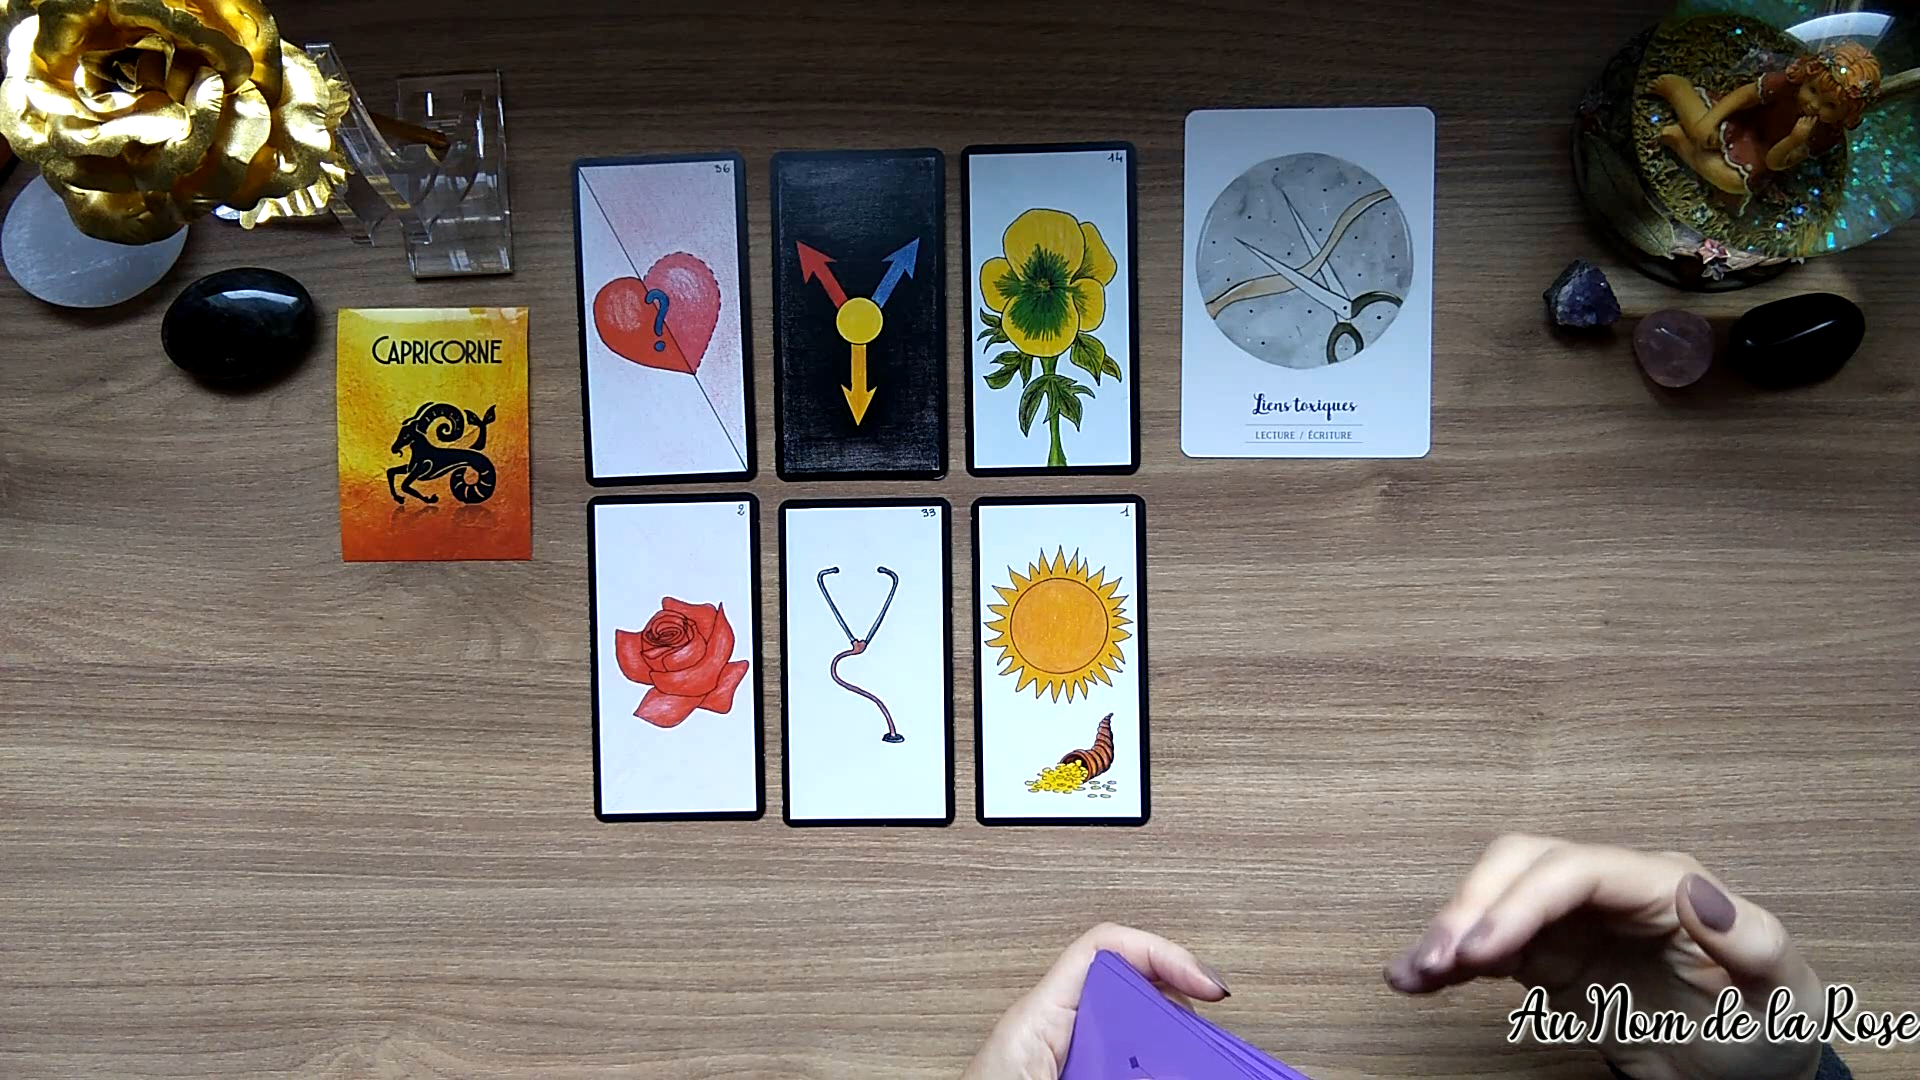 CAPRICORNE
36
14
Liens toxiques
LECTURE / ÉCRITURE
2
33
1
Au Nom de la Rose